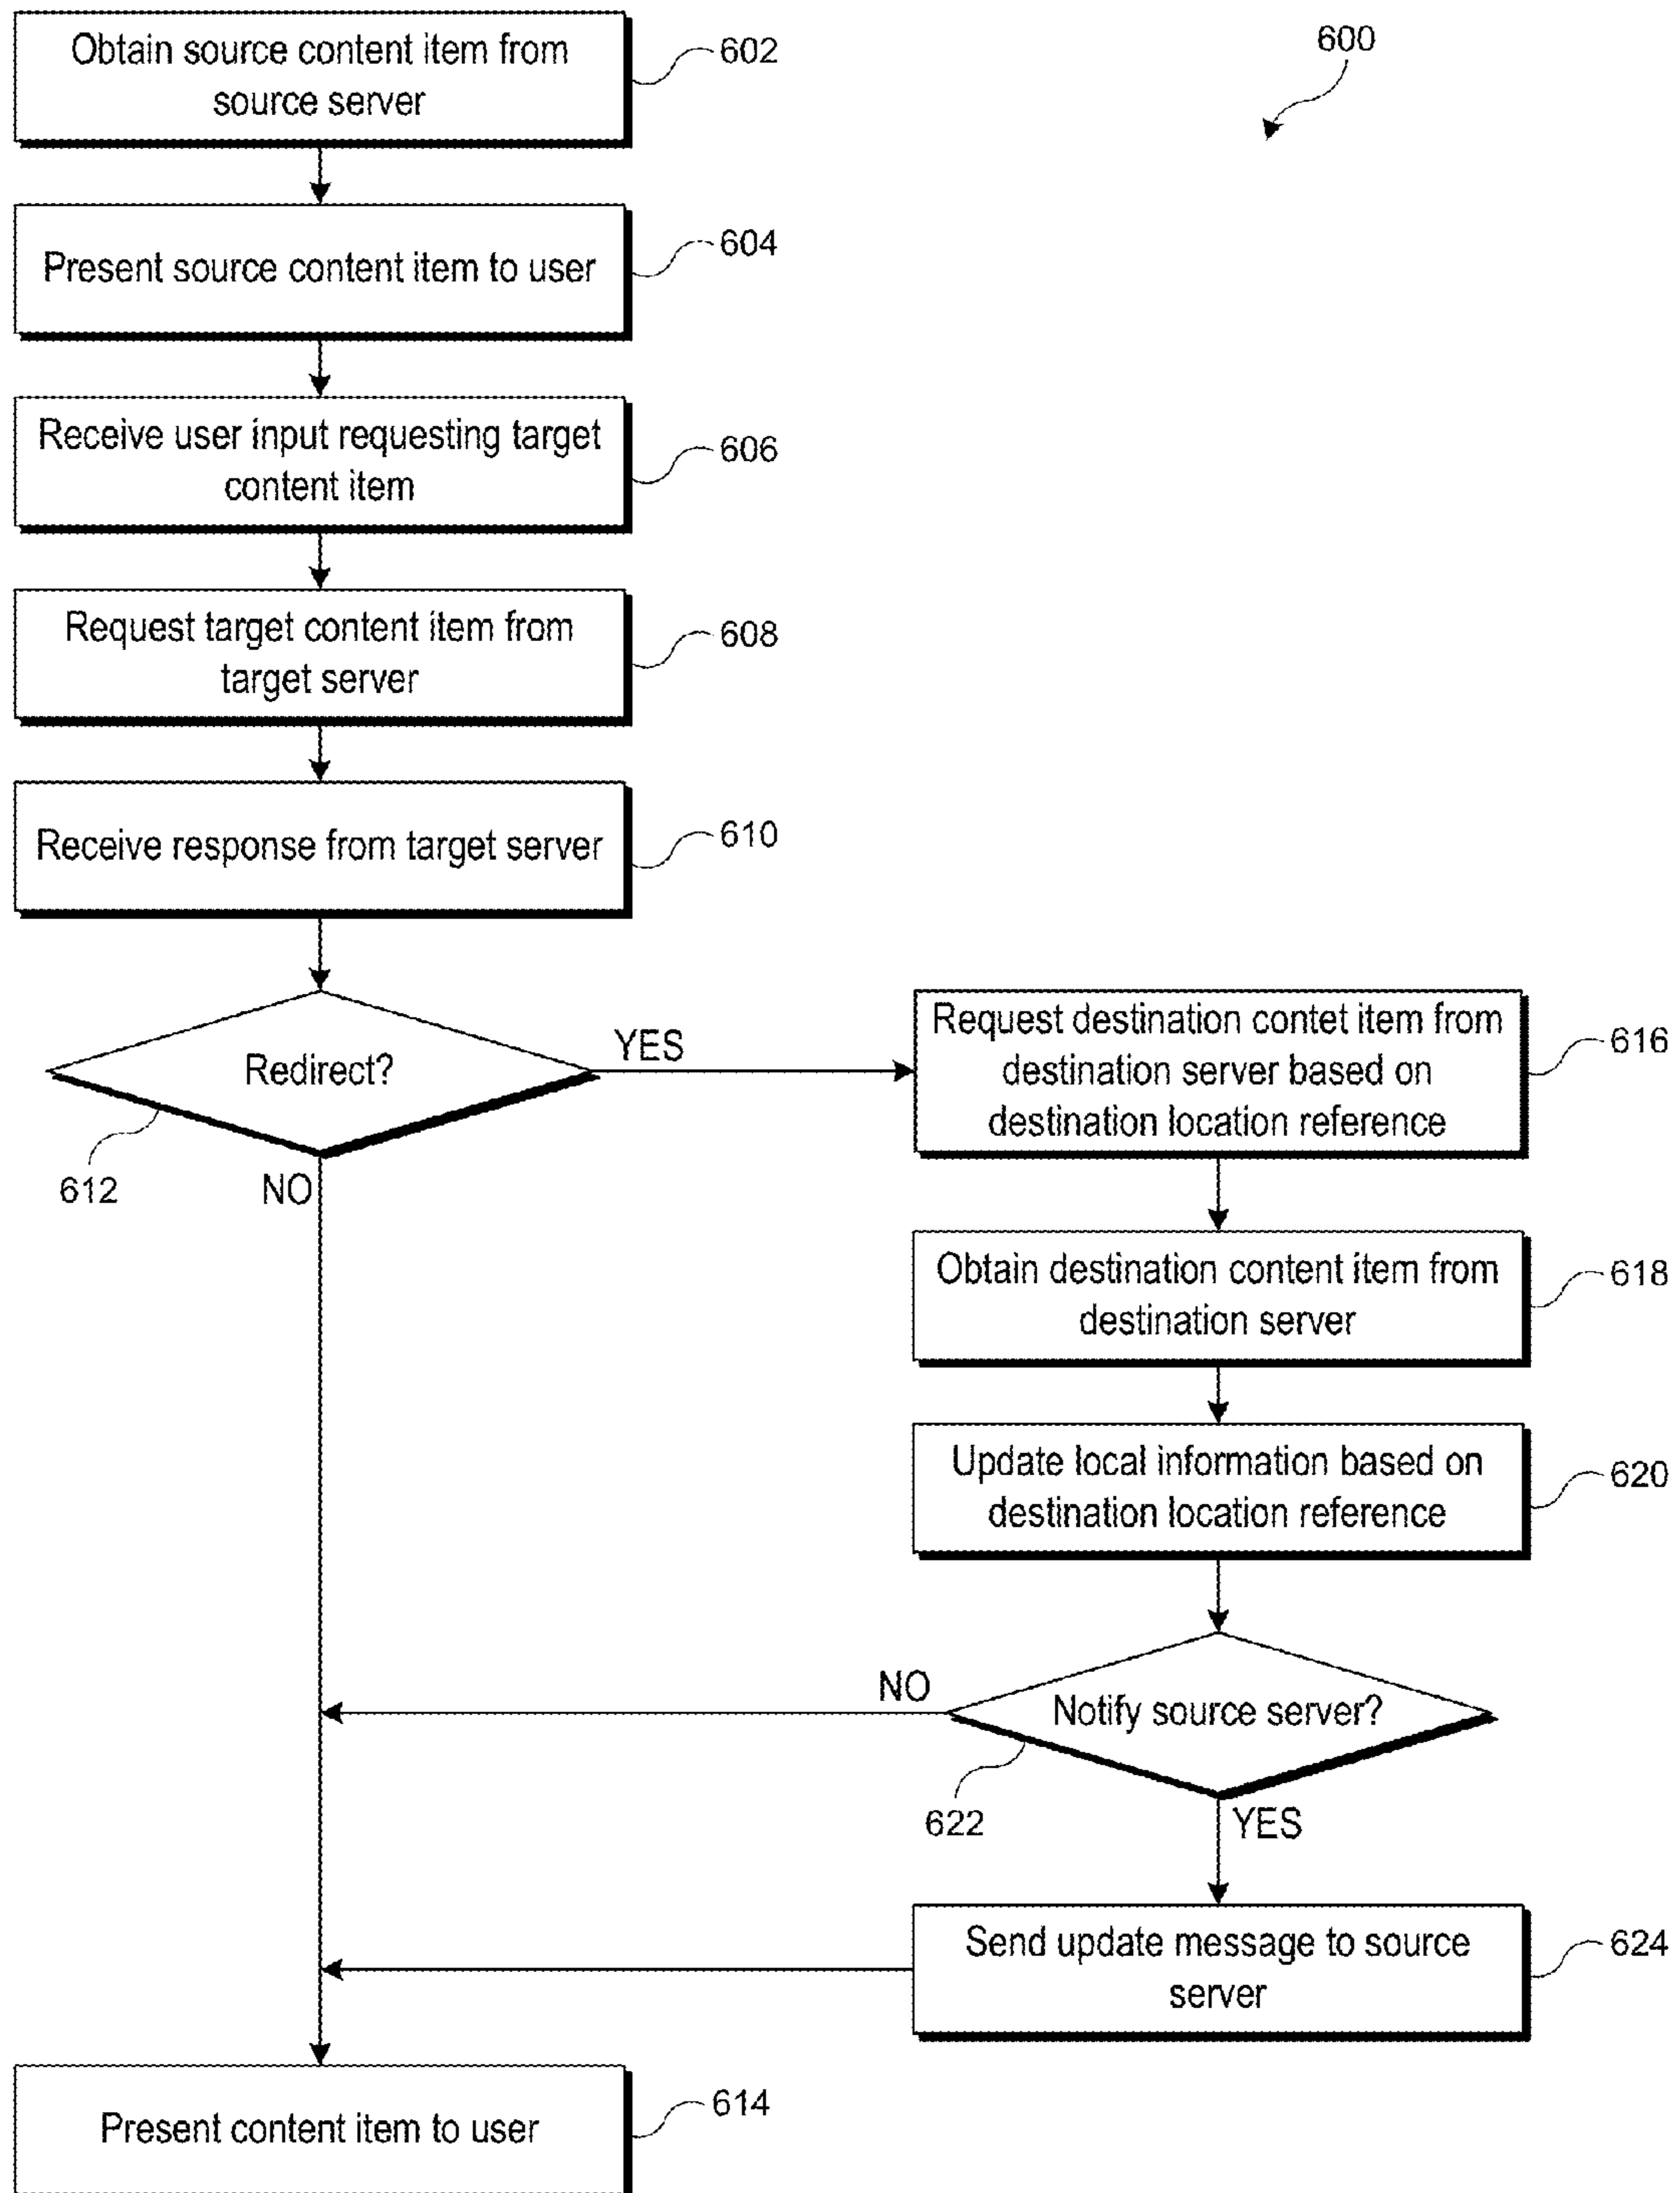 Obtain source content item from
source server
602
600
Present source content item to user
604
Receive user input requesting target
content item
606
Request target content item from
target server
608
Receive response from target server
610
Redirect?
612
YES
NO
Request destination contet item from
destination server based on
destination location reference
616
Obtain destination content item from
destination server
618
Update local information based on
destination location reference
620
Notify source server?
622
NO
YES
Send update message to source
server
624
Present content item to user
614